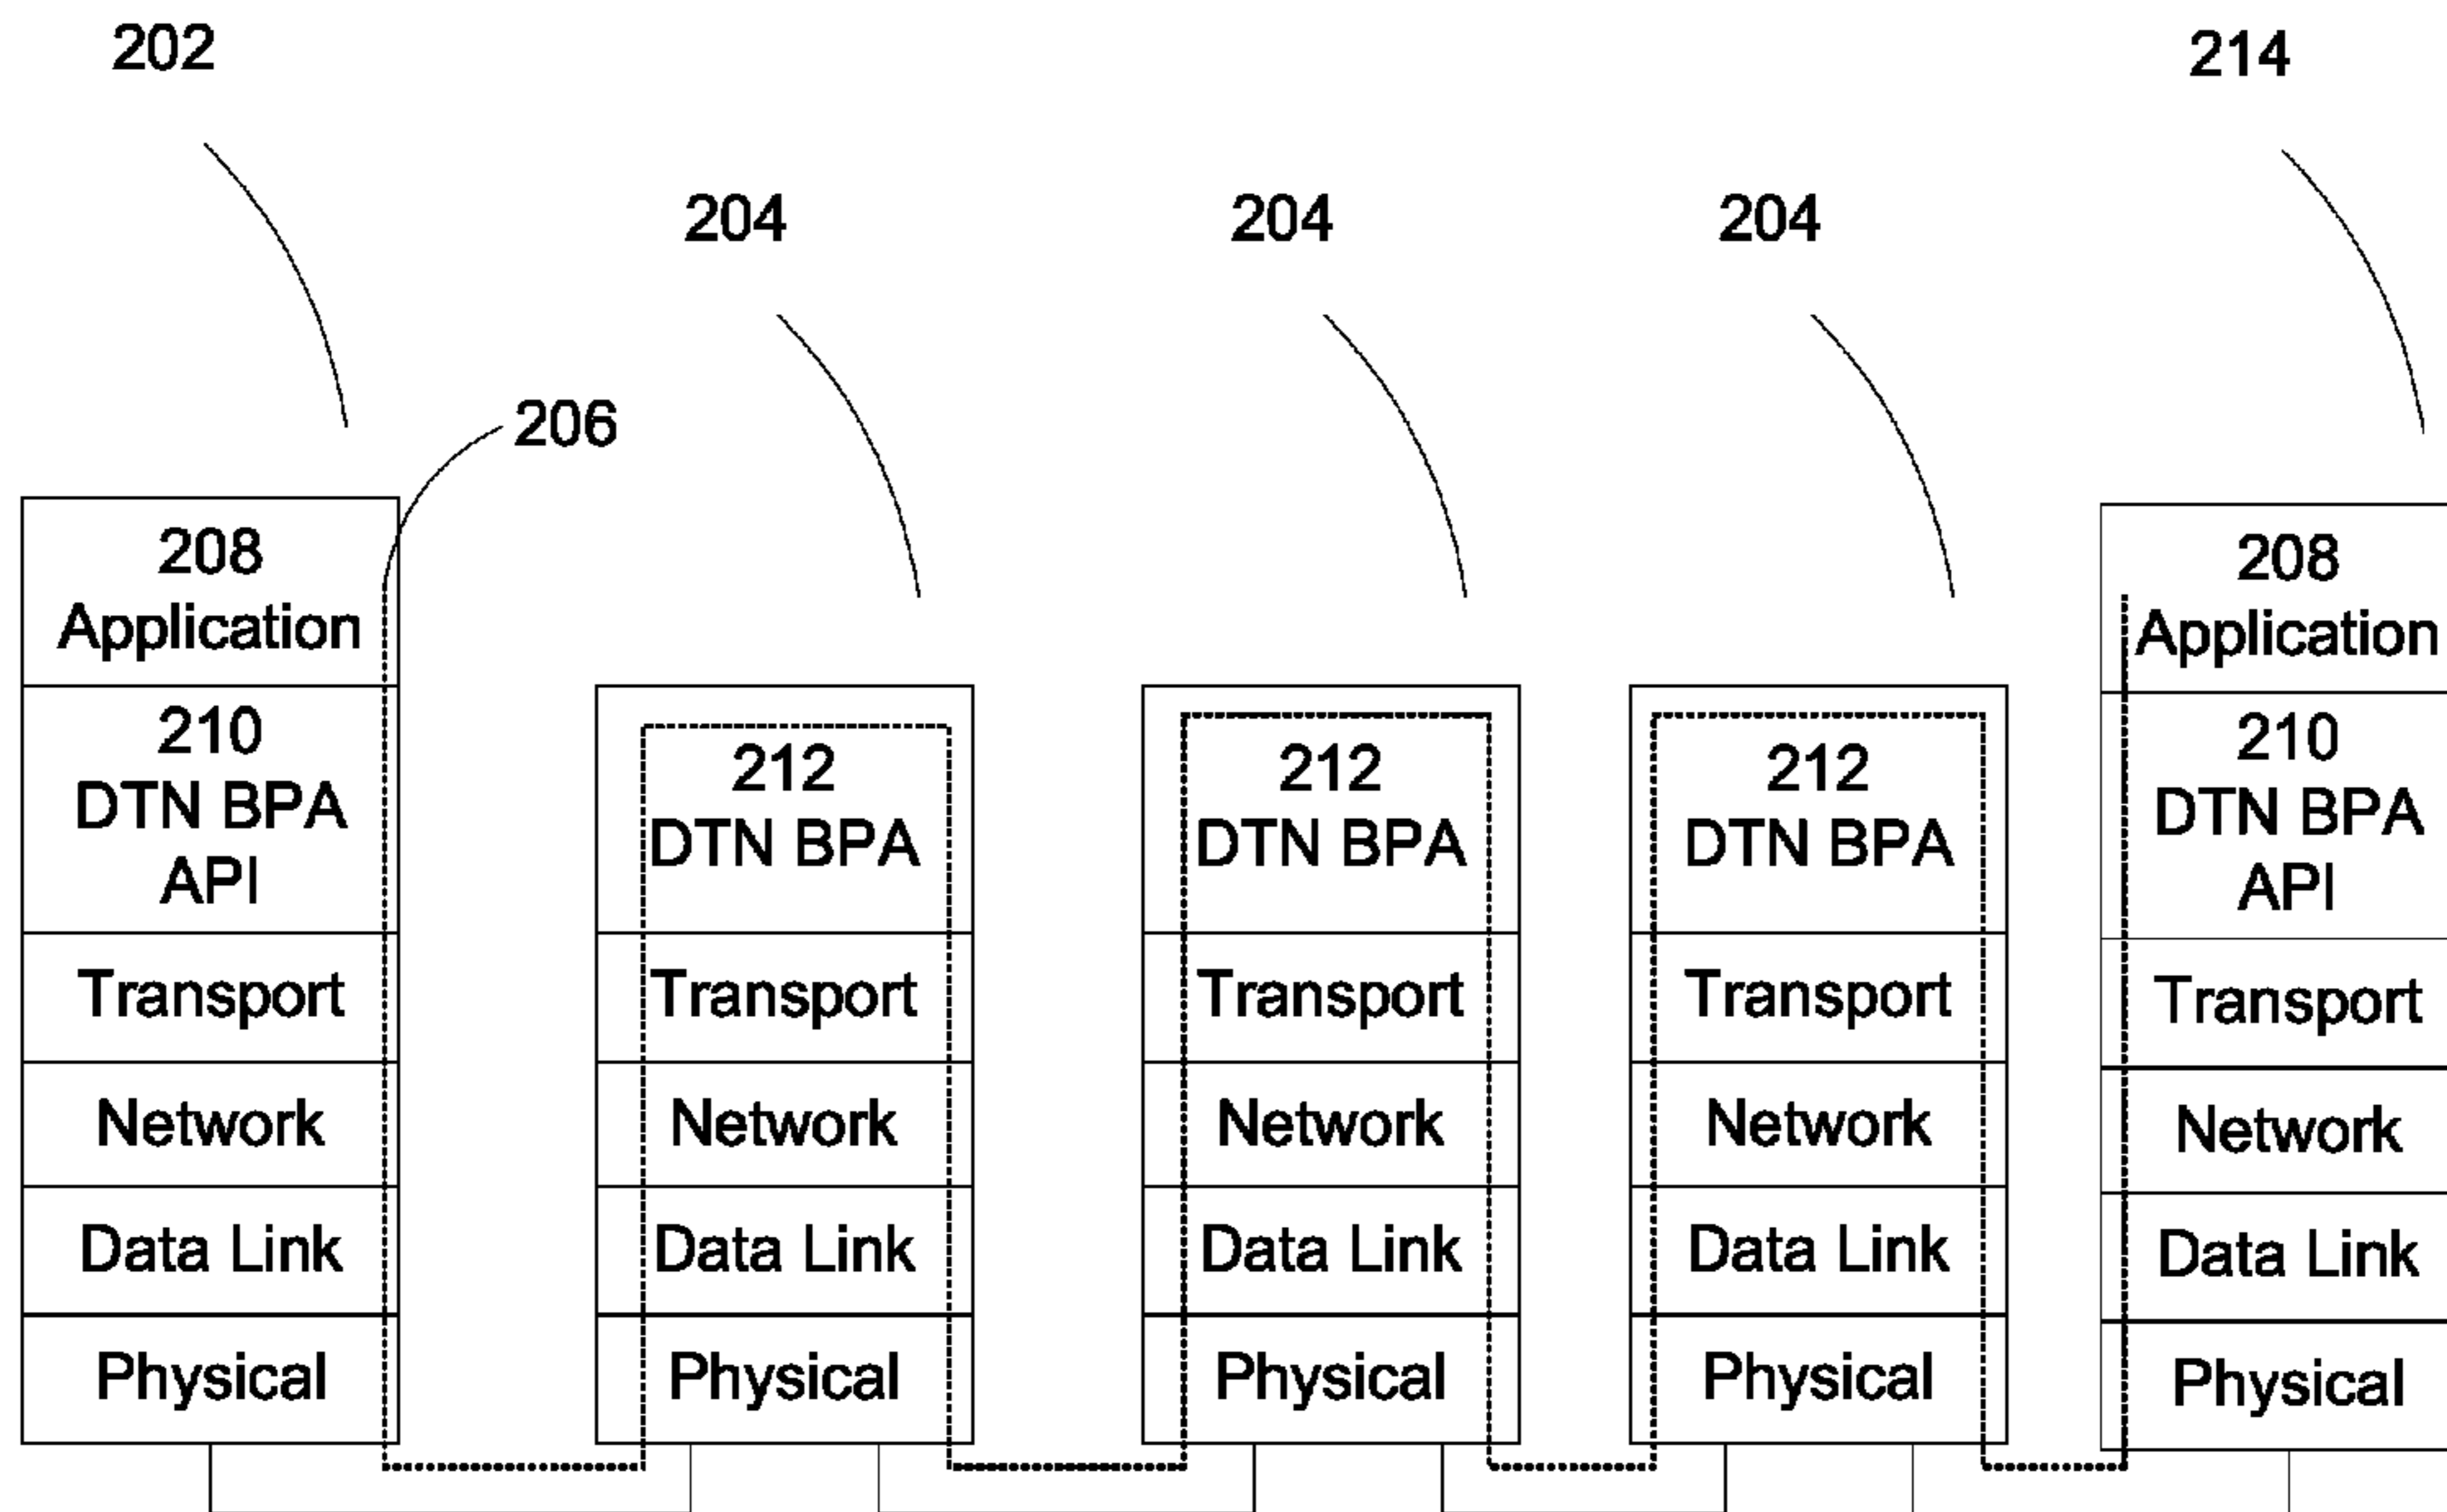 202
214
204
204
204
206
208
Application
210
DTN BPA
API
Transport
Network
Data Link
Physical
212
DTN BPA
Transport
Network
Data Link
Physical
212
DTN BPA
Transport
Network
Data Link
Physical
212
DTN BPA
Transport
Network
Data Link
Physical
208
Application
210
DTN BPA
API
Transport
Network
Data Link
Physical